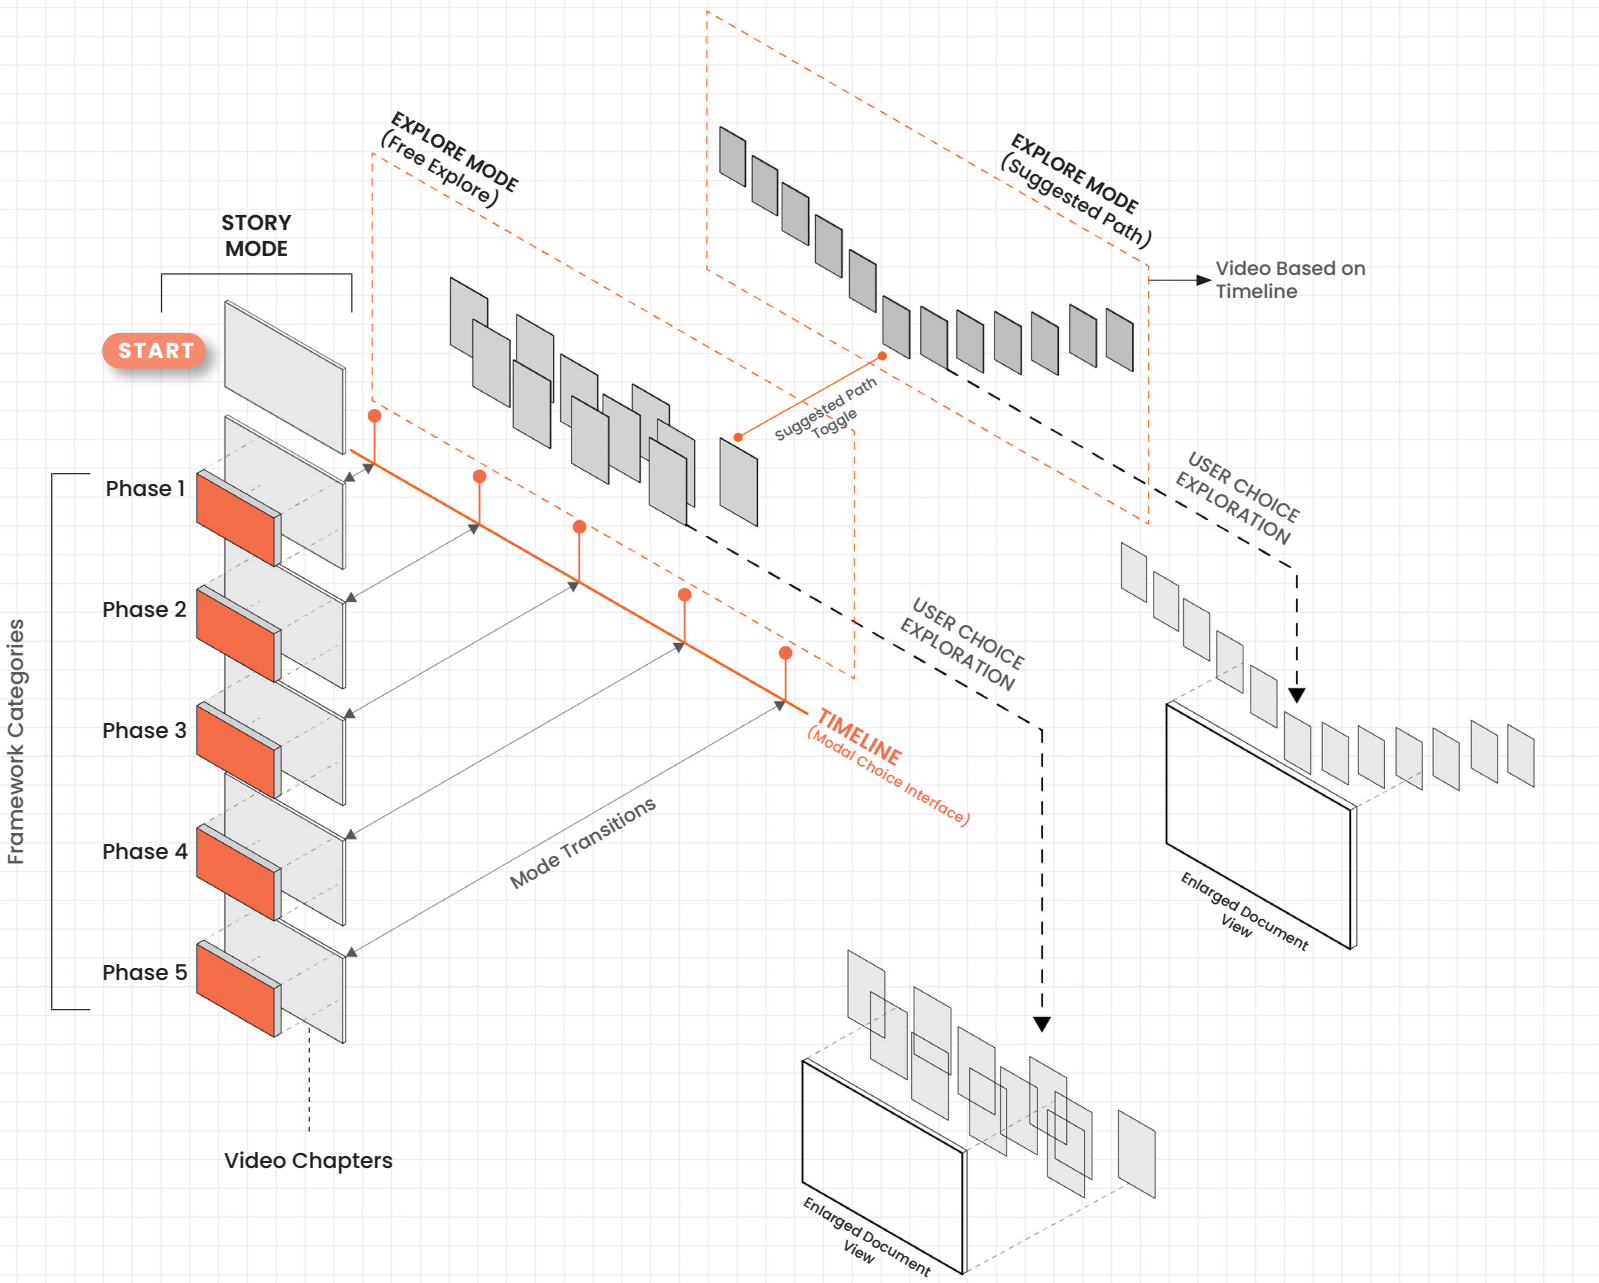 EXPLORE MODE
(Free Explore)
EXPLORE MODE
(Suggested Path)
STORY
MODE
Video Based on
Timeline
START
Suggested Path
Toggle
Phase 1
USER CHOICE
EXPLORATION
Phase 2
USER CHOICE
EXPLORATION
Framework Categories
Phase 3
TIMELINE
(Modal Choice Interface)
Phase 4
Mode Transitions
Enlarged Document
View
Phase 5
Video Chapters
Enlarged Document
View